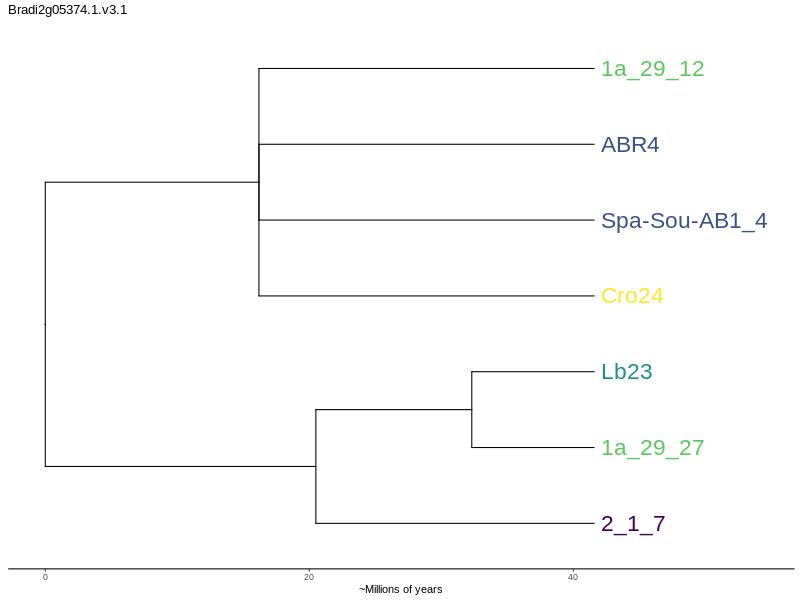 Bradi2g05374.1.v3.1
1a_29_12
ABR4
Spa-Sou-AB1_4
Cro24
Lb23
1a_29_27
2_1_7
0 20 40
~Millions of years